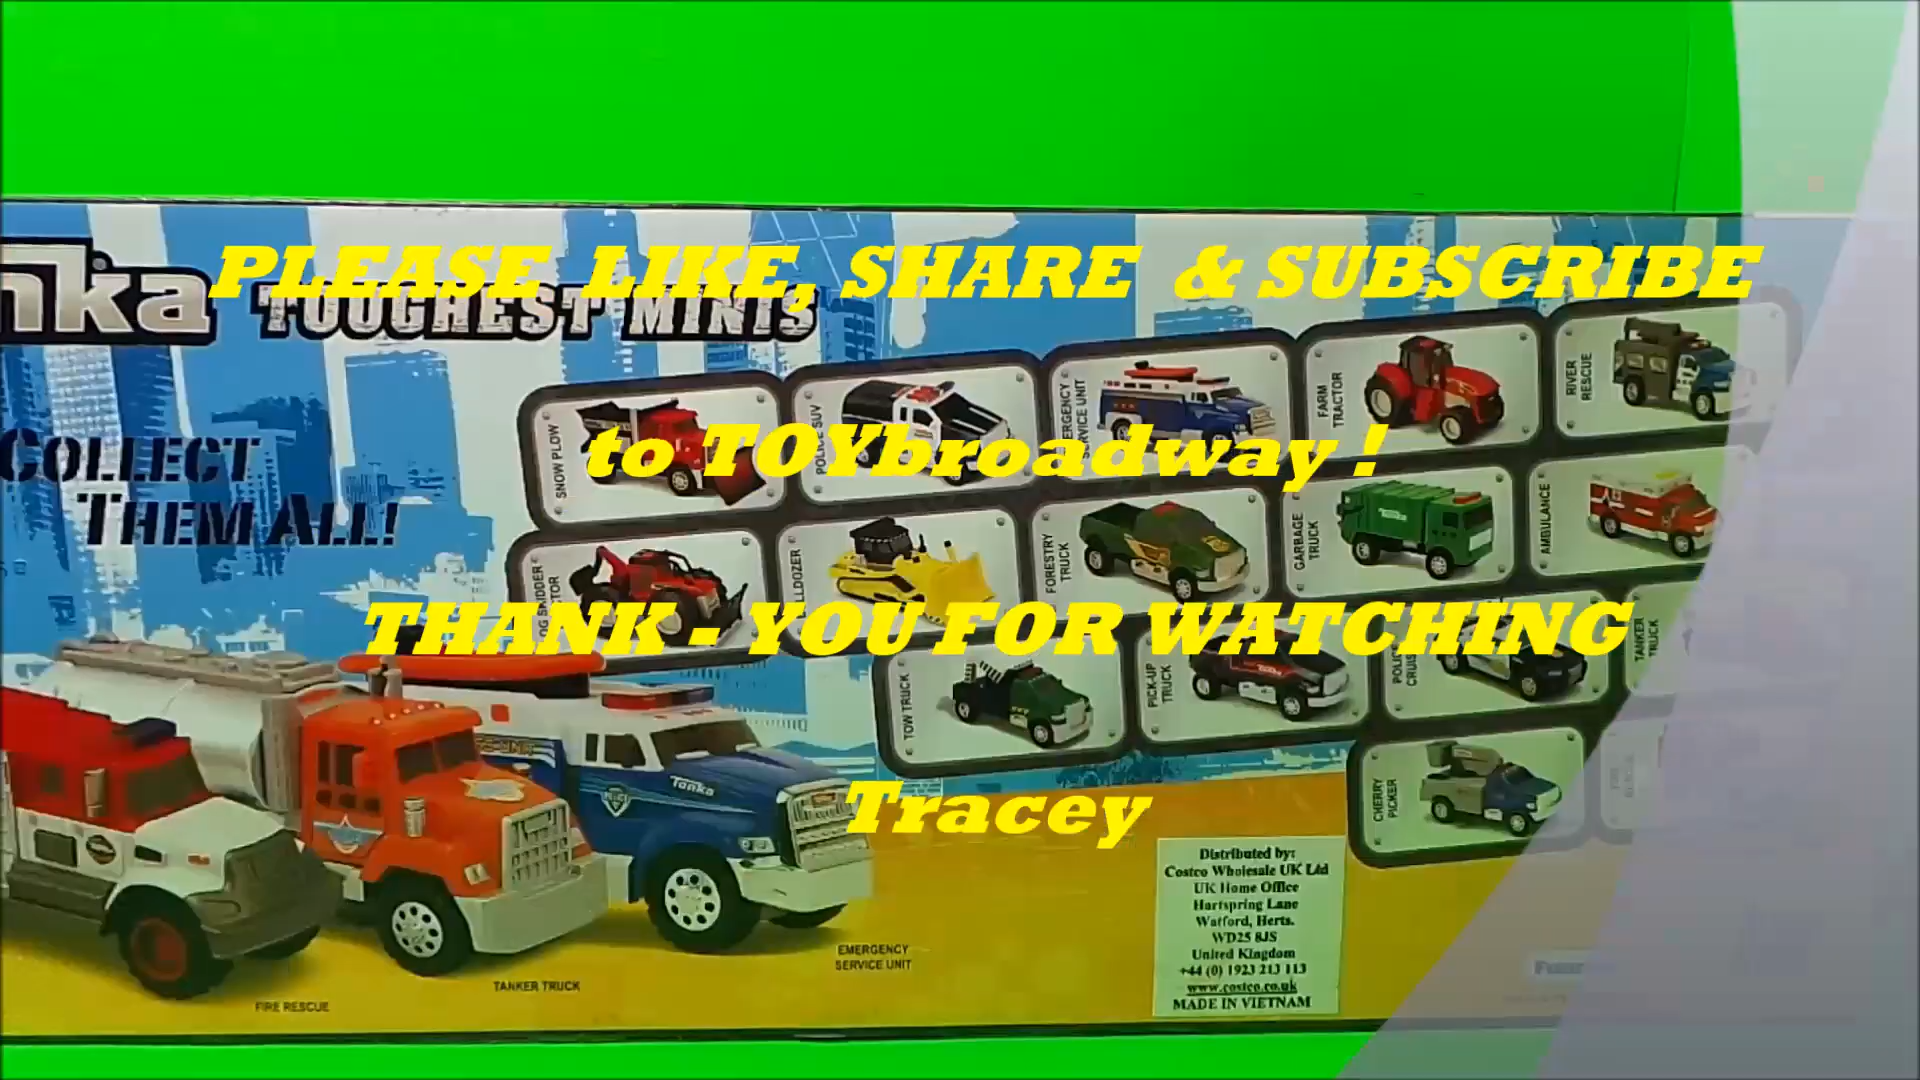 PLEASE LIKE, SHARE & SUBSCRIBE
TOUGHEST MINIS
to TOYbroadway !
COLLECT
THEM ALL!
THANK - YOU FOR WATCHING
Tracey
SNOW PLOW
POLICE SUV
SERVICE UNIT
FARM
TRACTOR
RIVER
RESCUE
FORESTRY
TRUCK
GARBAGE
TRUCK
AMBULANCE
TOW TRUCK
PICK-UP
TRUCK
TANKER
TRUCK
CHERRY
PICKER
Tonka
FIRE RESCUE
TANKER TRUCK
EMERGENCY
SERVICE UNIT
Distributed by:
Costco Wholesale UK Ltd
UK Home Office
Hartspring Lane
Watford, Herts.
WD25 8JS
United Kingdom
+44 (0) 1923 213 113
www.costco.co.uk
MADE IN VIETNAM